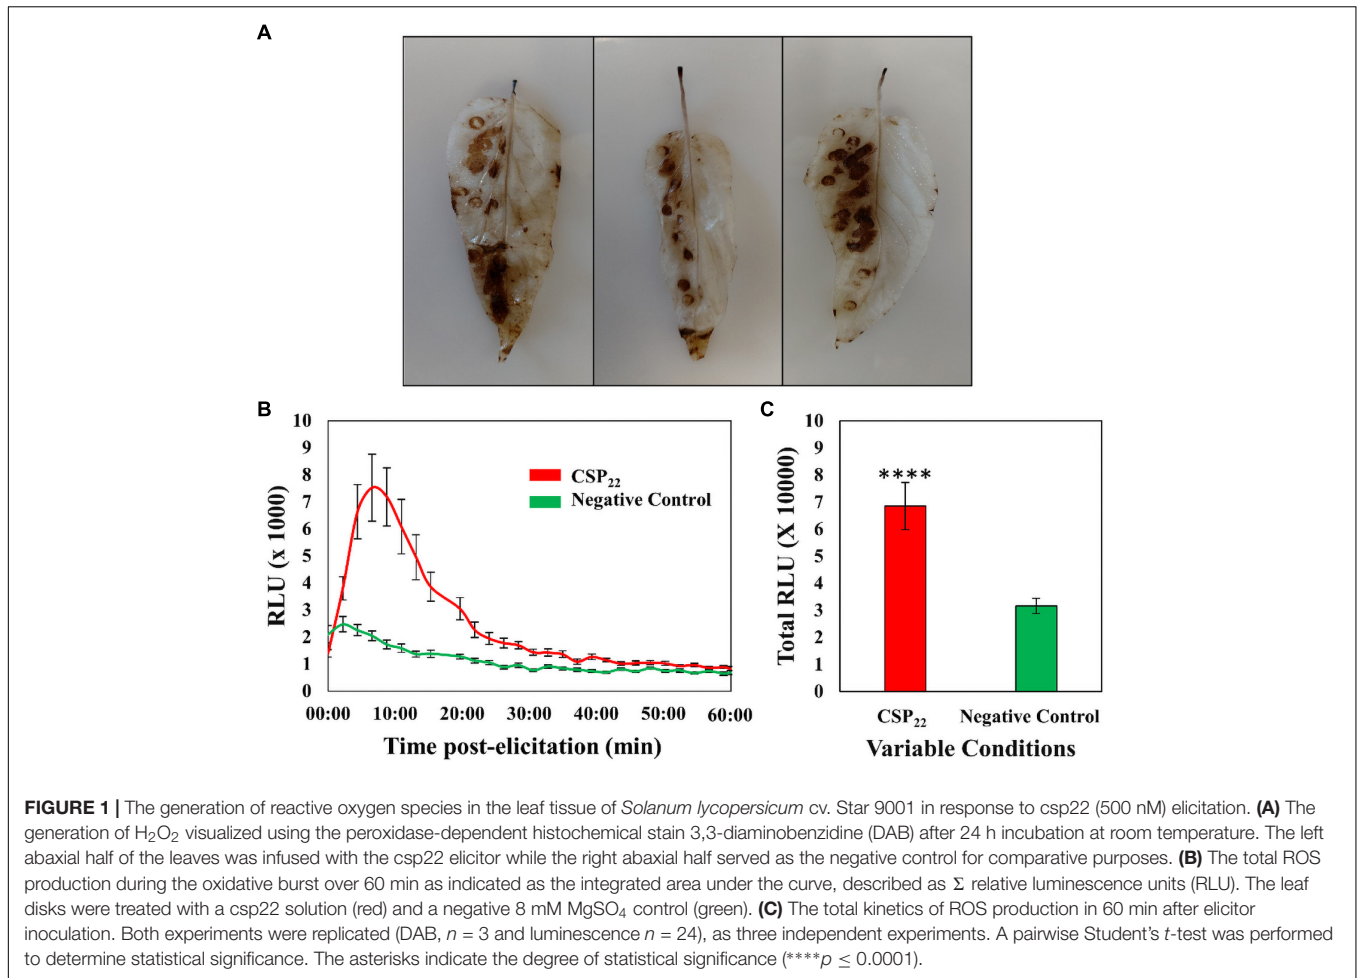 A
B
C
10
9
8
7
6
5
4
3
2
1
0
RLU (x 1000)
CSP22
Negative Control
00:00 10:00 20:00 30:00 40:00 50:00 60:00
Time post-elicitation (min)
10
9
8
7
6
5
4
3
2
1
0
Total RLU (X 10000)
****
CSP22 Negative Control
Variable Conditions
FIGURE 1 | The generation of reactive oxygen species in the leaf tissue of Solanum lycopersicum cv. Star 9001 in response to csp22 (500 nM) elicitation. (A) The
generation of H2O2 visualized using the peroxidase-dependent histochemical stain 3,3-diaminobenzidine (DAB) after 24 h incubation at room temperature. The left
abaxial half of the leaves was infused with the csp22 elicitor while the right abaxial half served as the negative control for comparative purposes. (B) The total ROS
production during the oxidative burst over 60 min as indicated as the integrated area under the curve, described as Σ relative luminescence units (RLU). The leaf
disks were treated with a csp22 solution (red) and a negative 8 mM MgSO4 control (green). (C) The total kinetics of ROS production in 60 min after elicitor
inoculation. Both experiments were replicated (DAB, n = 3 and luminescence n = 24), as three independent experiments. A pairwise Student's t-test was performed
to determine statistical significance. The asterisks indicate the degree of statistical significance (****p ≤ 0.0001).